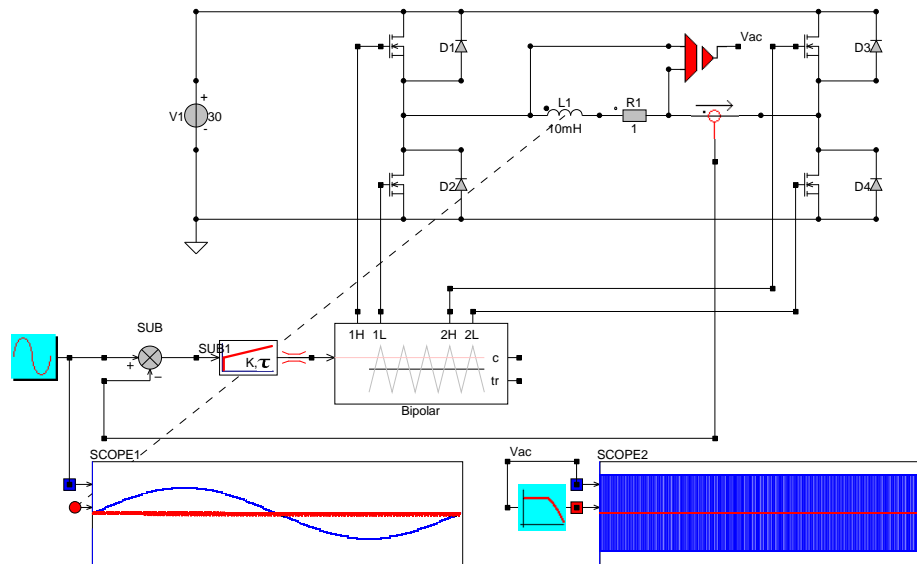 Vac
D1
D3
L1
R1
+
V1
30
-
10mH
1
D2
D4
1H
1L
2H
2L
SUB
SUB1
+
−
K,τ
c
tr
Bipolar
SCOPE1
Vac
SCOPE2